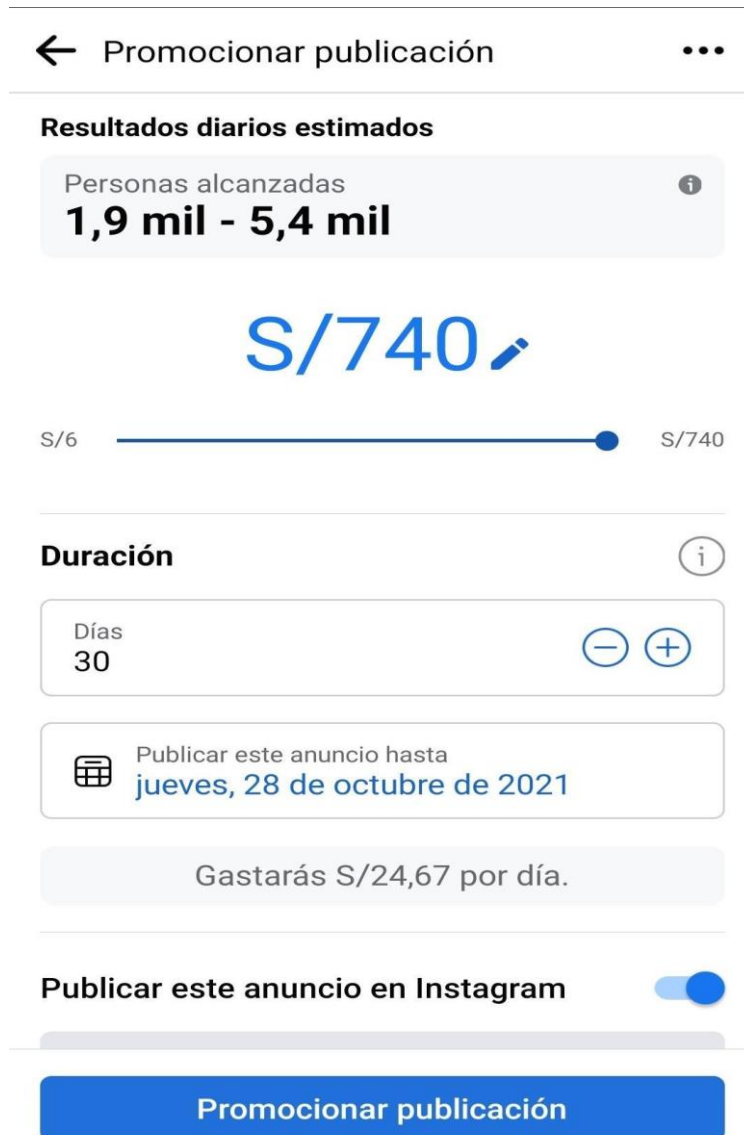 Promocionar publicación
Resultados diarios estimados
Personas alcanzadas
1,9 mil - 5,4 mil
S/740
S/6 S/740
Duración
Días
30
Publicar este anuncio hasta
jueves, 28 de octubre de 2021
Gastarás S/24,67 por día.
Publicar este anuncio en Instagram
Promocionar publicación